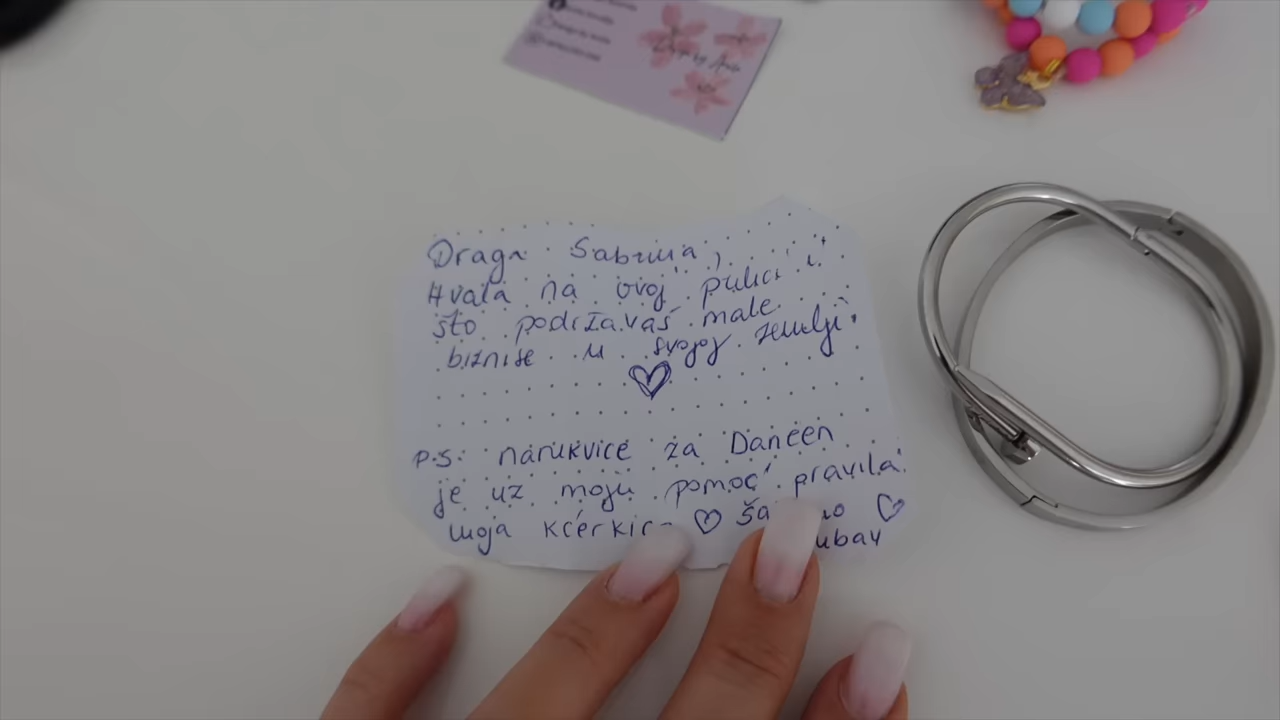 Draga Sabrina,
Hvala na ovoj prilici i
što podržavaš male
biznise u svojoj zemlji.
P.S: narukvice za Danéen
je uz moju pomoć pravila
moja kćerkica